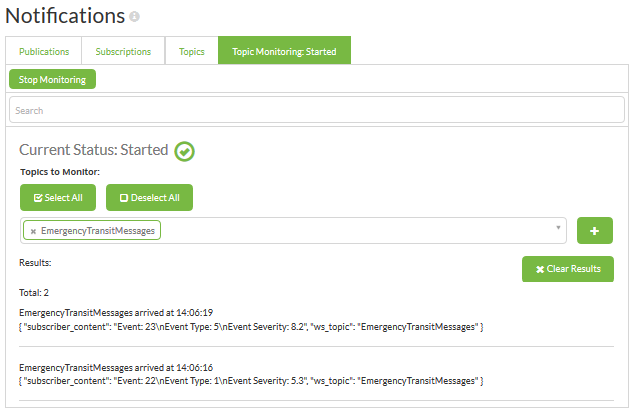 Notifications
Publications
Subscriptions
Topics
Topic Monitoring: Started
Stop Monitoring
Search
Current Status: Started
Topics to Monitor:
Select All
Deselect All
× EmergencyTransitMessages
+
Results:
Clear Results
Total: 2
EmergencyTransitMessages arrived at 14:06:19
{ "subscriber_content": "Event: 23\nEvent Type: 5\nEvent Severity: 8.2", "ws_topic": "EmergencyTransitMessages" }
EmergencyTransitMessages arrived at 14:06:16
{ "subscriber_content": "Event: 22\nEvent Type: 1\nEvent Severity: 5.3", "ws_topic": "EmergencyTransitMessages" }